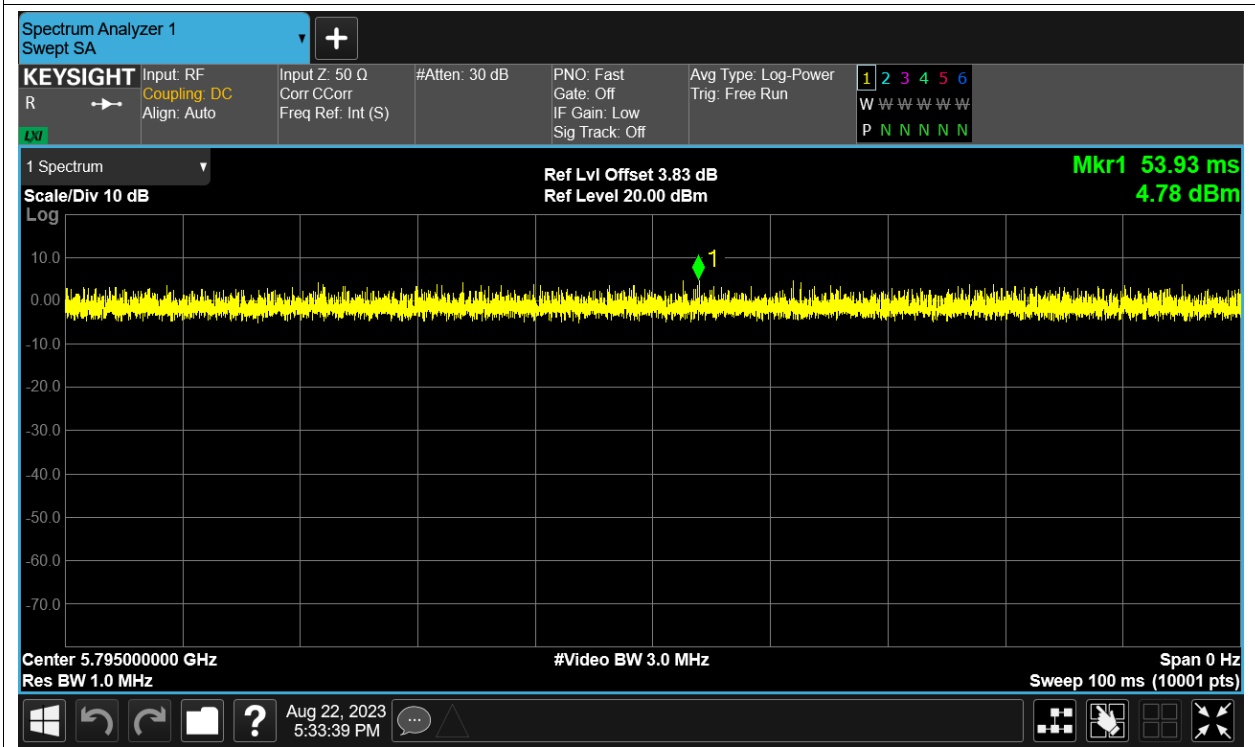 Spectrum Analyzer 1
Swept SA
KEYSIGHT
R
LXI
Input: RF
Coupling: DC
Align: Auto
Input Z: 50 Ω
Corr CCorr
Freq Ref: Int (S)
#Atten: 30 dB
PNO: Fast
Gate: Off
IF Gain: Low
Sig Track: Off
Avg Type: Log-Power
Trig: Free Run
1 2 3 4 5 6
W W W W W W
P N N N N N
1 Spectrum
Scale/Div 10 dB
Log
Ref Lvl Offset 3.83 dB
Ref Level 20.00 dBm
Mkr1 53.93 ms
4.78 dBm
1
10.0
0.00
-10.0
-20.0
-30.0
-40.0
-50.0
-60.0
-70.0
Center 5.795000000 GHz
Res BW 1.0 MHz
#Video BW 3.0 MHz
Span 0 Hz
Sweep 100 ms (10001 pts)
?
Aug 22, 2023
5:33:39 PM